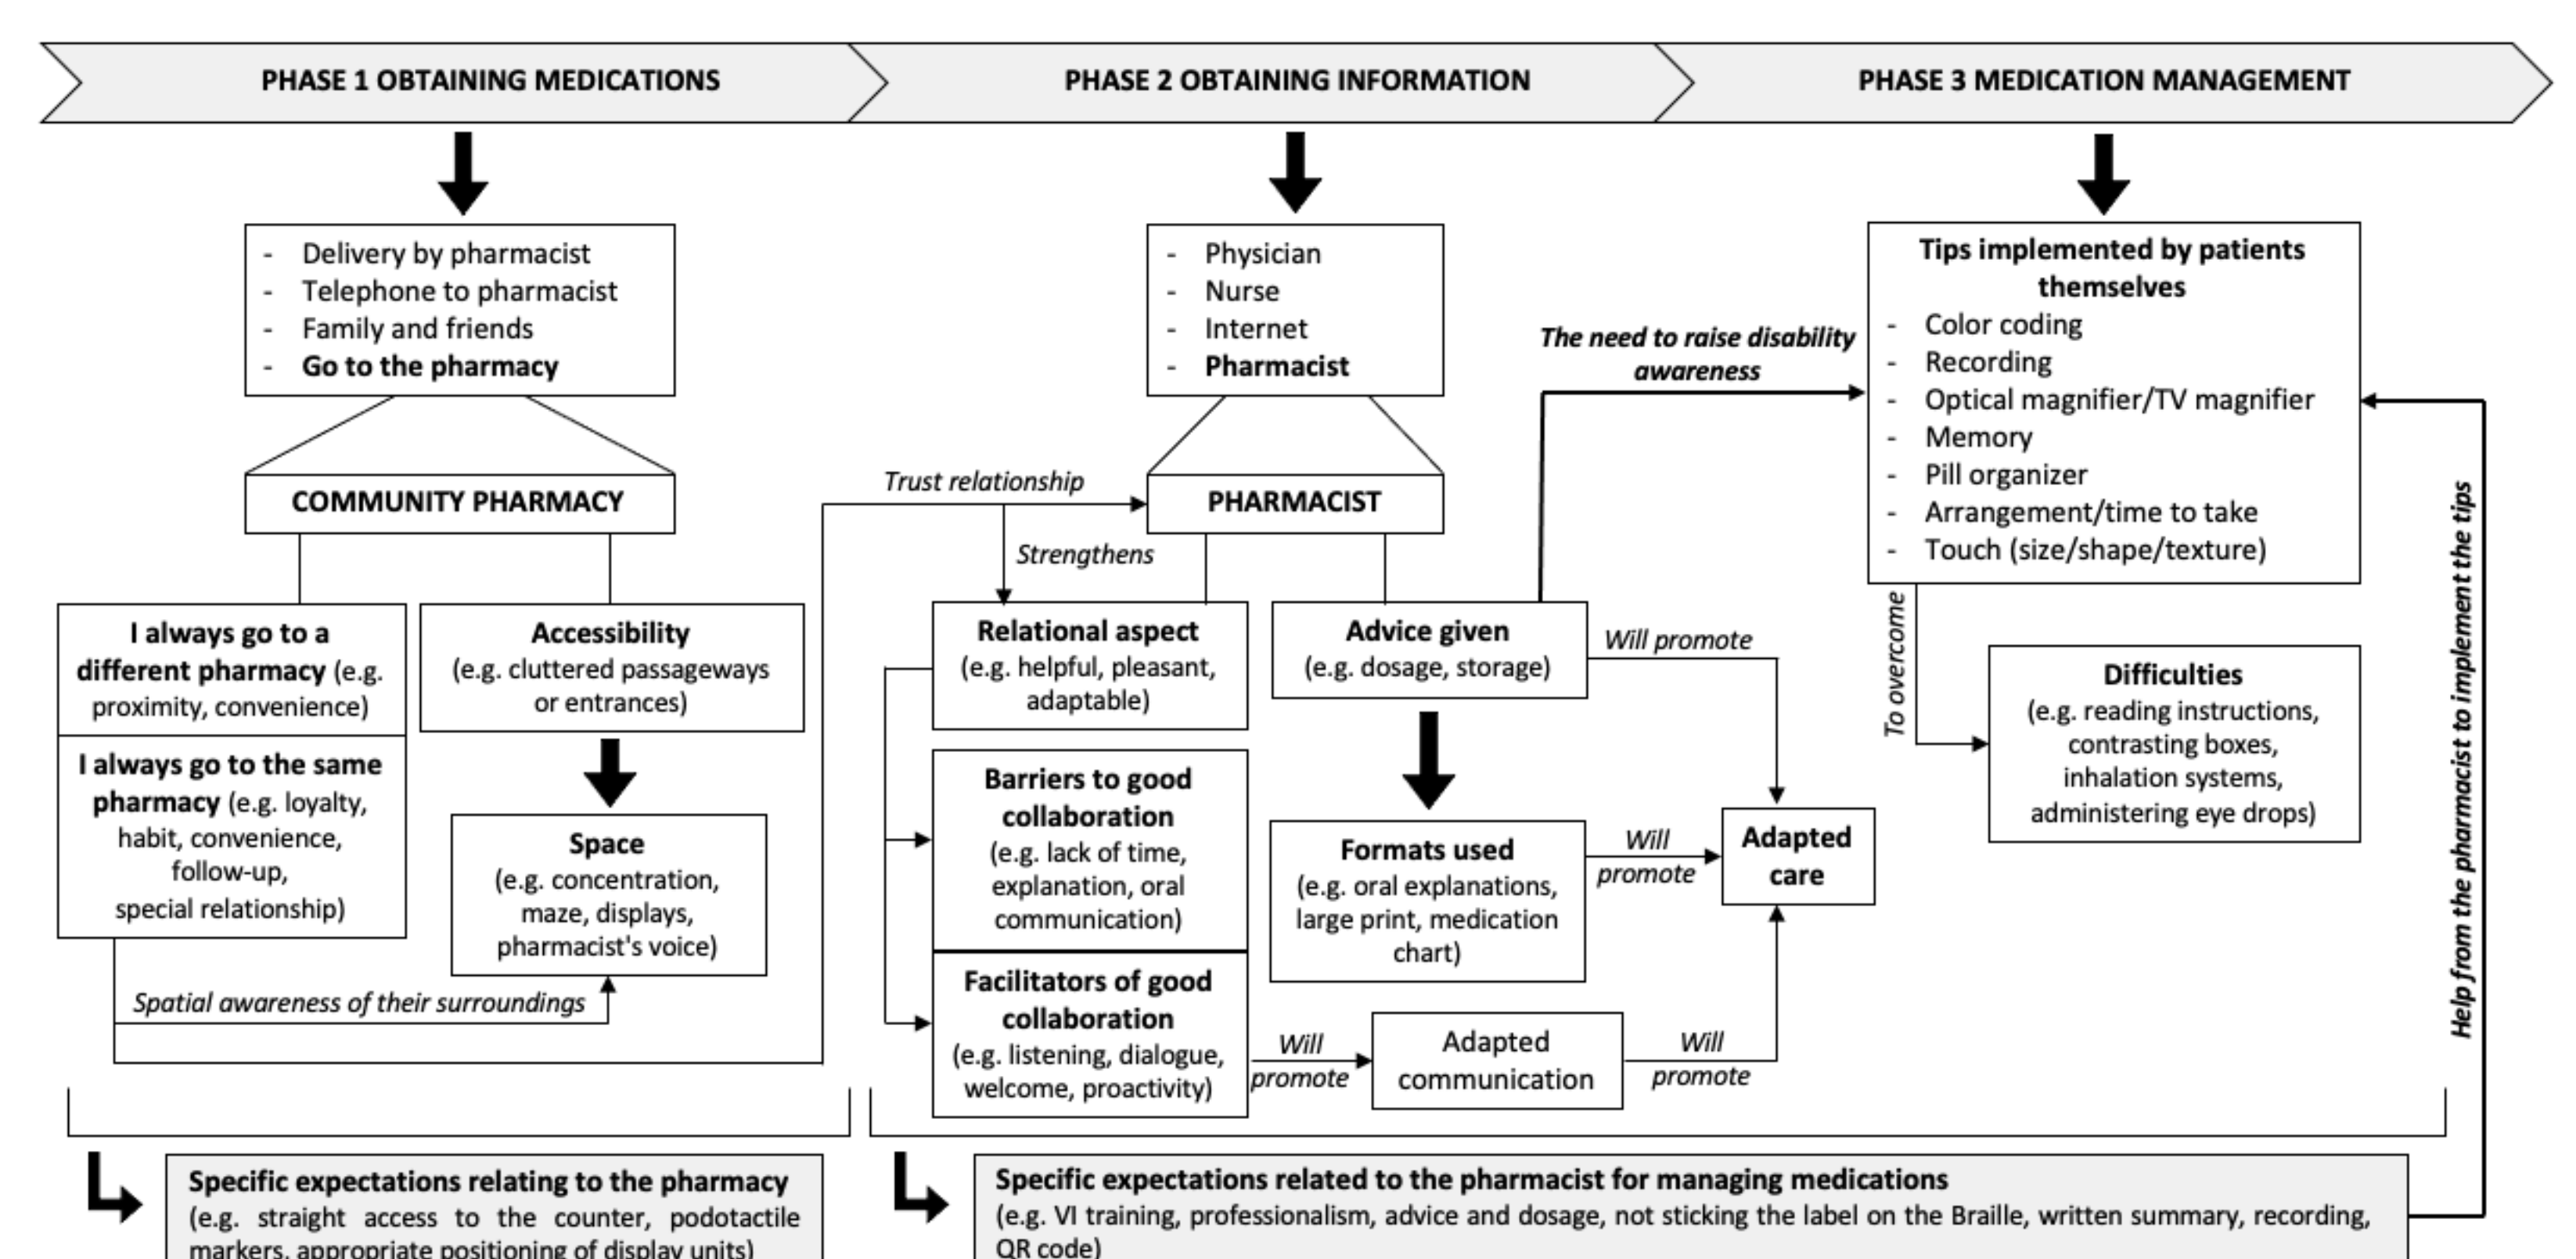 PHASE 1 OBTAINING MEDICATIONS
PHASE 2 OBTAINING INFORMATION
PHASE 3 MEDICATION MANAGEMENT
- Delivery by pharmacist
- Telephone to pharmacist
- Family and friends
- Go to the pharmacy
COMMUNITY PHARMACY
I always go to a
different pharmacy (e.g.
proximity, convenience)
I always go to the same
pharmacy (e.g. loyalty,
habit, convenience,
follow-up,
special relationship)
Accessibility
(e.g. cluttered passageways
or entrances)
Space
(e.g. concentration,
maze, displays,
pharmacist's voice)
Spatial awareness of their surroundings
Specific expectations relating to the pharmacy
(e.g. straight access to the counter, podotactile
markers, appropriate positioning of display units)
- Physician
- Nurse
- Internet
- Pharmacist
Trust relationship
PHARMACIST
Strengthens
Relational aspect
(e.g. helpful, pleasant,
adaptable)
Barriers to good
collaboration
(e.g. lack of time,
explanation, oral
communication)
Facilitators of good
collaboration
(e.g. listening, dialogue,
welcome, proactivity)
Advice given
(e.g. dosage, storage)
Will promote
Formats used
(e.g. oral explanations,
large print, medication
chart)
Will
promote
Adapted
care
Will
promote
Adapted
communication
Will
promote
The need to raise disability
awareness
Tips implemented by patients
themselves
- Color coding
- Recording
- Optical magnifier/TV magnifier
- Memory
- Pill organizer
- Arrangement/time to take
- Touch (size/shape/texture)
To overcome
Difficulties
(e.g. reading instructions,
contrasting boxes,
inhalation systems,
administering eye drops)
Help from the pharmacist to implement the tips
Specific expectations related to the pharmacist for managing medications
(e.g. VI training, professionalism, advice and dosage, not sticking the label on the Braille, written summary, recording,
QR code)